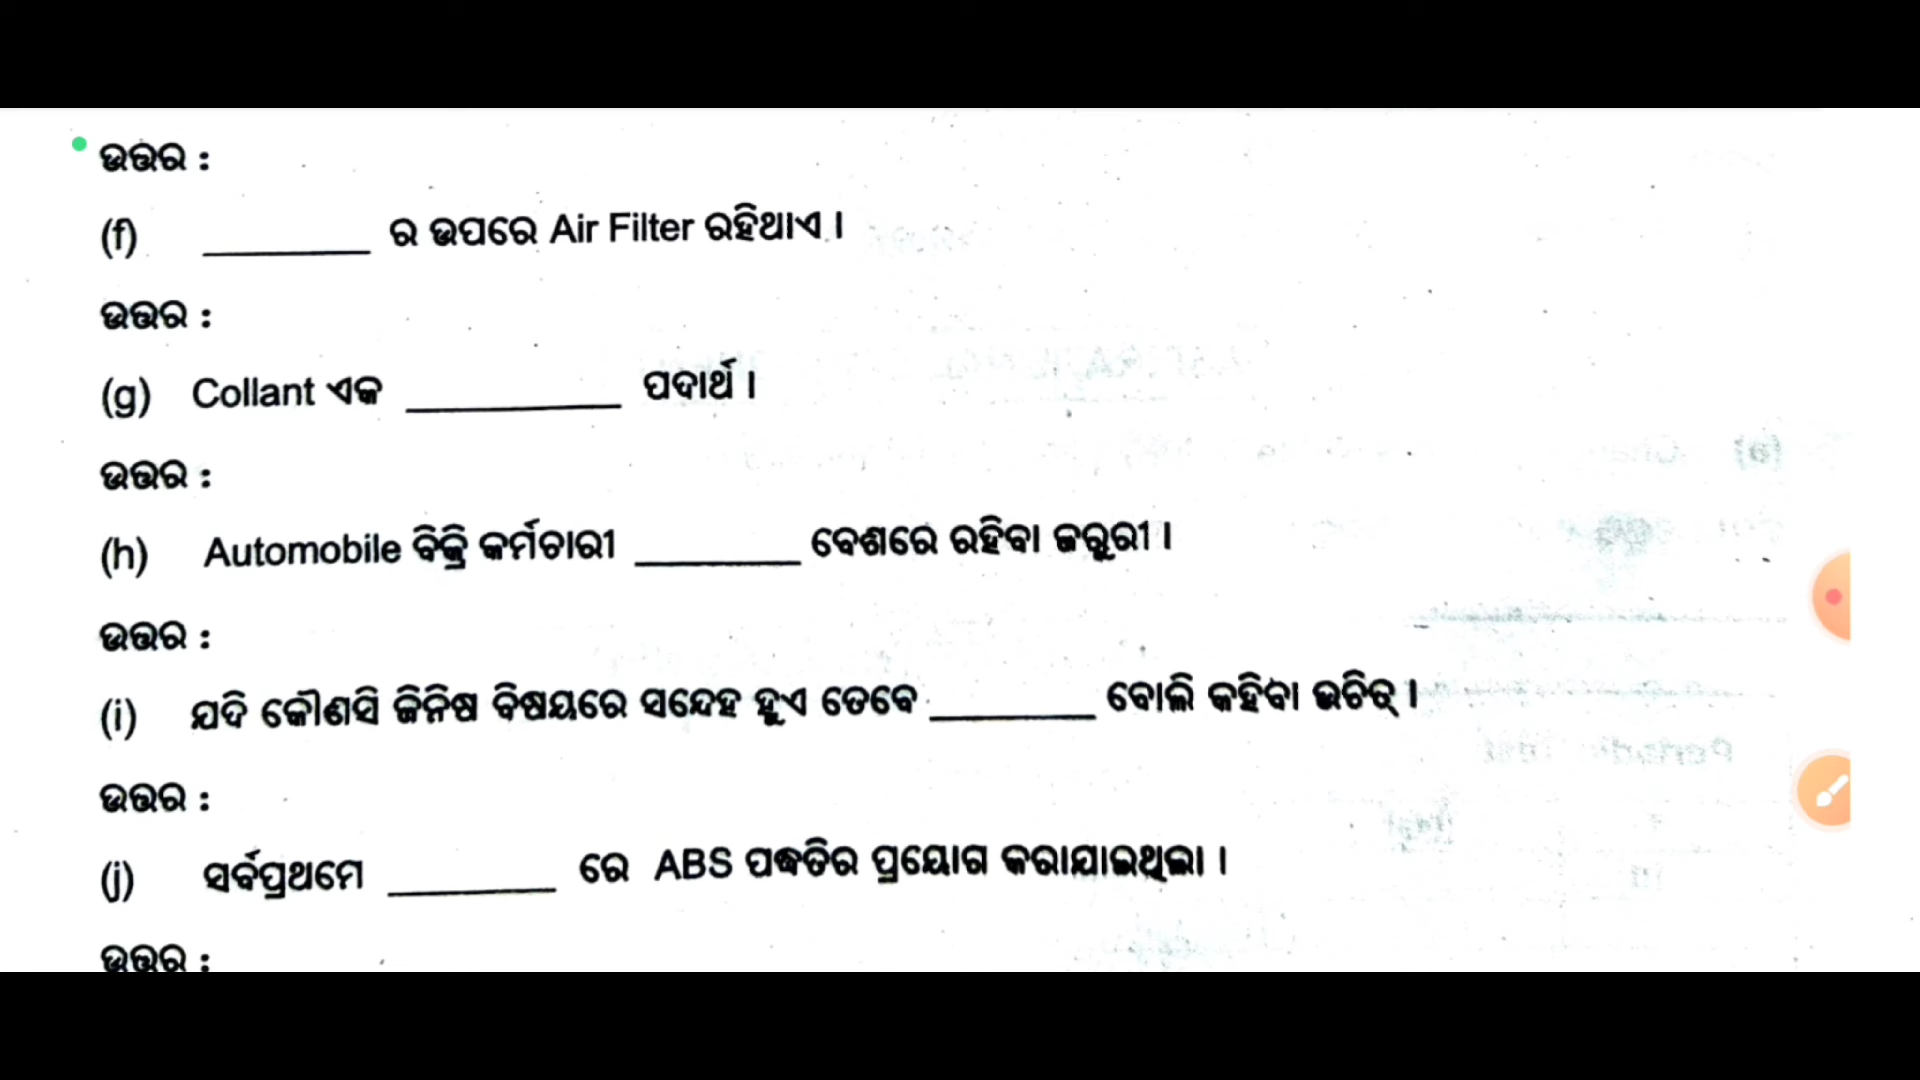 ଉତ୍ତର :
(f) ________ ର ଉପରେ Air Filter ରହିଥାଏ ।
ଉତ୍ତର :
(g) Collant ଏକ ________ ପଦାର୍ଥ ।
ଉତ୍ତର :
(h) Automobile ବିକ୍ରି କର୍ମଚାରୀ ________ ବେଶରେ ରହିବା ଜରୁରୀ ।
ଉତ୍ତର :
(i) ଯଦି କୌଣସି ଜିନିଷ ବିଷୟରେ ସନ୍ଦେହ ହୁଏ ତେବେ ________ ବୋଲି କହିବା ଉଚିତ୍ ।
ଉତ୍ତର :
(j) ସର୍ବପ୍ରଥମେ ________ ରେ ABS ପଦ୍ଧତିର ପ୍ରୟୋଗ କରାଯାଇଥିଲା ।
ଉତ୍ତର :